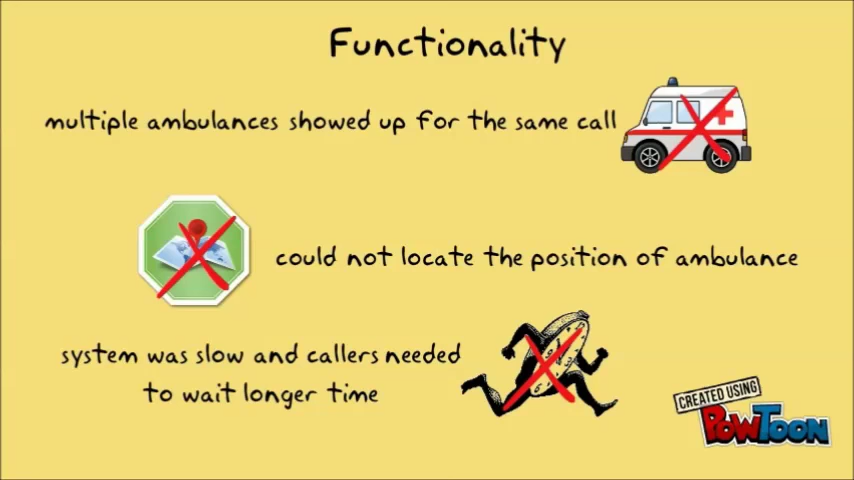 Functionality
multiple ambulances showed up for the same call
could not locate the position of ambulance
system was slow and callers needed
to wait longer time
CREATED USING
POWTOON